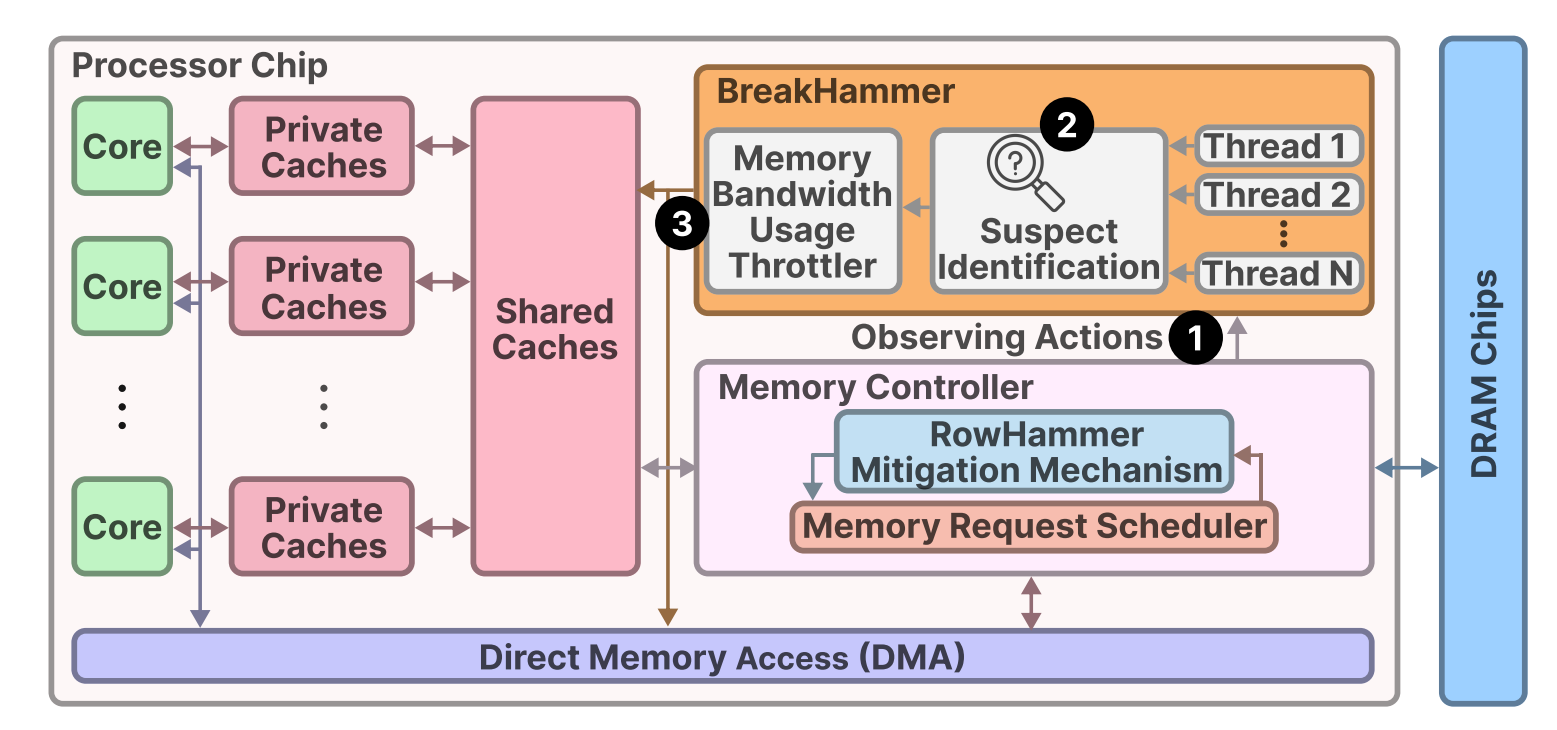 Processor Chip
Core
Private
Caches
Core
Private
Caches
Core
Private
Caches
Shared
Caches
BreakHammer
Memory
Bandwidth
Usage
Throttler
3
2
Suspect
Identification
Thread 1
Thread 2
Thread N
Observing Actions 1
Memory Controller
RowHammer
Mitigation Mechanism
Memory Request Scheduler
Direct Memory Access (DMA)
DRAM Chips